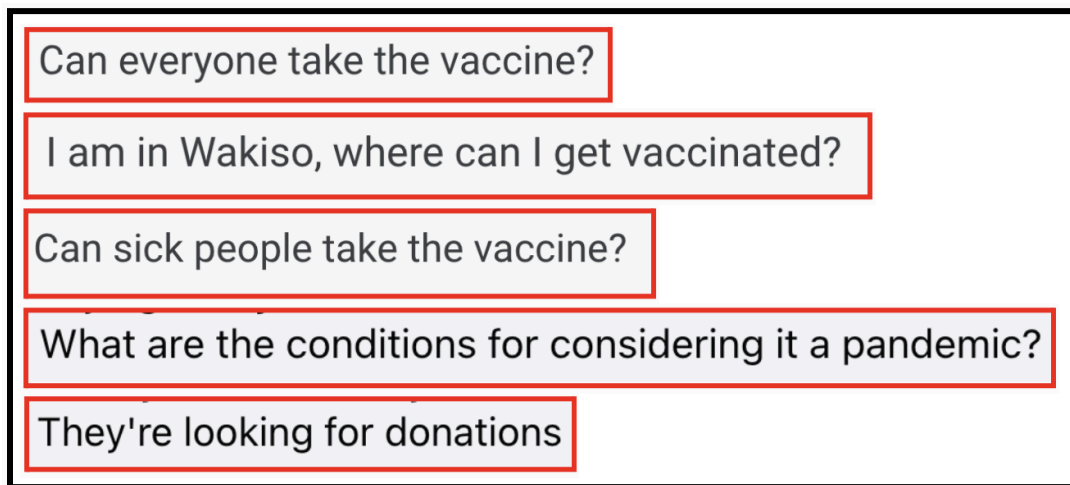 Can everyone take the vaccine?
I am in Wakiso, where can I get vaccinated?
Can sick people take the vaccine?
What are the conditions for considering it a pandemic?
They're looking for donations